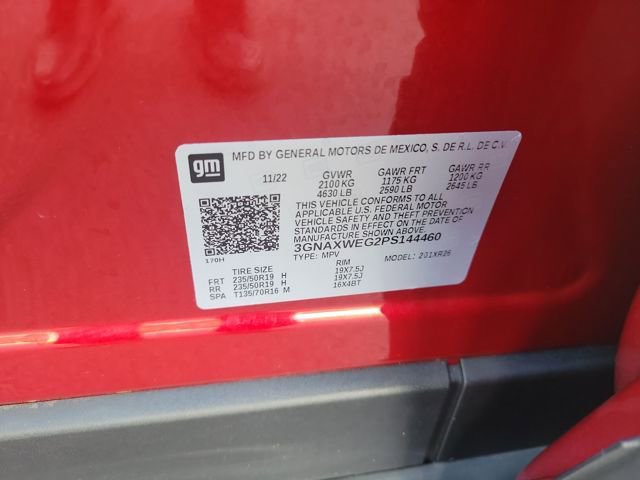 gm
MFD BY GENERAL MOTORS DE MEXICO, S. DE R.L. DE C.V.
11/22 GVWR GAWR FRT GAWR RR
2100 KG 1175 KG 1200 KG
4630 LB 2590 LB 2645 LB
THIS VEHICLE CONFORMS TO ALL
APPLICABLE U.S. FEDERAL MOTOR
VEHICLE SAFETY AND THEFT PREVENTION
STANDARDS IN EFFECT ON THE DATE OF
MANUFACTURE SHOWN ABOVE.
3GNAXWEG2PS144460
170H
TYPE: MPV MODEL: 201XR26
TIRE SIZE RIM
FRT 235/50R19 H 19X7.5J
RR 235/50R19 H 19X7.5J
SPA T135/70R16 M 16X4BT